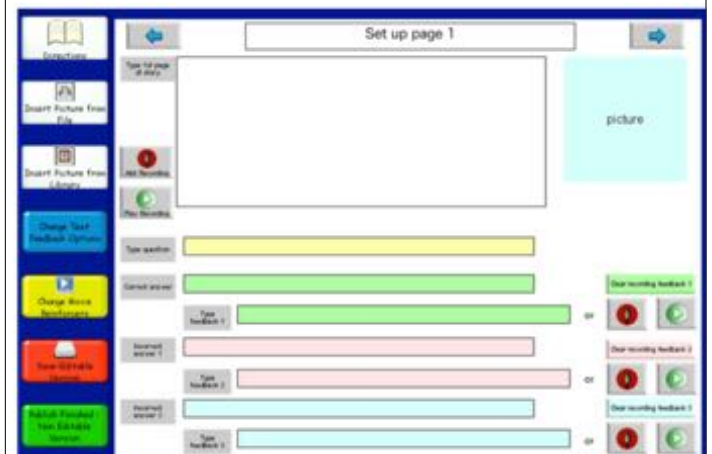 Directions
Set up page 1
Type 1st page
of story
Insert Picture from
File
picture
Insert Picture from
Library
Add Recording
Play Recording
Change Text
Feedback Options
Type question
Change Movie
Reinforcers
Correct answer
Clear recording feedback 1
Type
feedback 1
or
Non-Editable
Version
Incorrect
answer 1
Clear recording feedback 2
Type
feedback 2
or
Publish Finished -
Non Editable
Version
Incorrect
answer 2
Clear recording feedback 3
Type
feedback 3
or